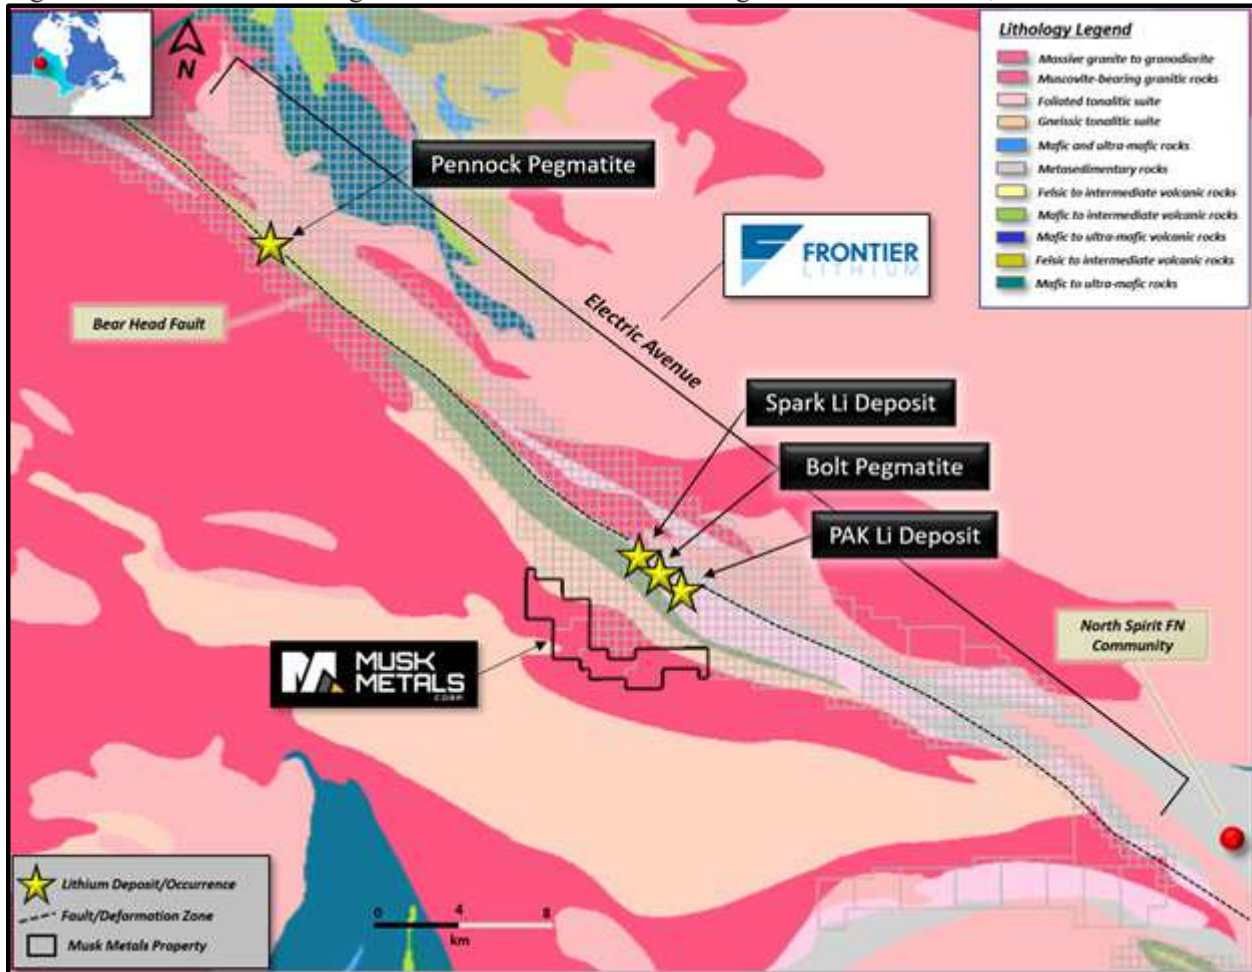 N
Lithology Legend
Massive granite to granodiorite
Muscovite-bearing granitic rocks
Foliated tonalitic suite
Gneissic tonalitic suite
Mafic and ultra-mafic rocks
Metasedimentary rocks
Felsic to intermediate volcanic rocks
Mafic to intermediate volcanic rocks
Mafic to ultra-mafic volcanic rocks
Felsic to intermediate volcanic rocks
Mafic to ultra-mafic rocks
Pennock Pegmatite
FRONTIER
LITHIUM
Bear Head Fault
Electric Avenue
Spark Li Deposit
Bolt Pegmatite
PAK Li Deposit
North Spirit FN
Community
MUSK
METALS
CORP
Lithium Deposit/Occurrence
Fault/Deformation Zone
Musk Metals Property
0 4 8
km